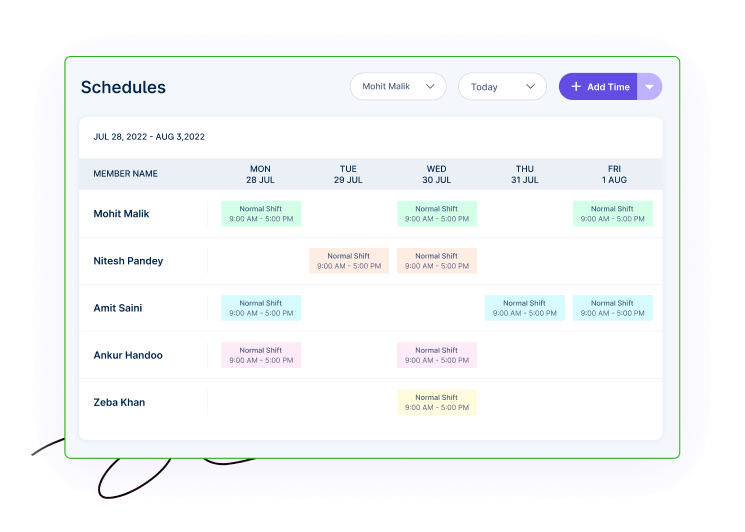 Schedules
Mohit Malik
Today
+ Add Time
JUL 28, 2022 - AUG 3,2022
MEMBER NAME
MON
28 JUL
TUE
29 JUL
WED
30 JUL
THU
31 JUL
FRI
1 AUG
Mohit Malik
Normal Shift
9:00 AM - 5:00 PM
Normal Shift
9:00 AM - 5:00 PM
Normal Shift
9:00 AM - 5:00 PM
Nitesh Pandey
Normal Shift
9:00 AM - 5:00 PM
Normal Shift
9:00 AM - 5:00 PM
Amit Saini
Normal Shift
9:00 AM - 5:00 PM
Normal Shift
9:00 AM - 5:00 PM
Normal Shift
9:00 AM - 5:00 PM
Ankur Handoo
Normal Shift
9:00 AM - 5:00 PM
Normal Shift
9:00 AM - 5:00 PM
Zeba Khan
Normal Shift
9:00 AM - 5:00 PM